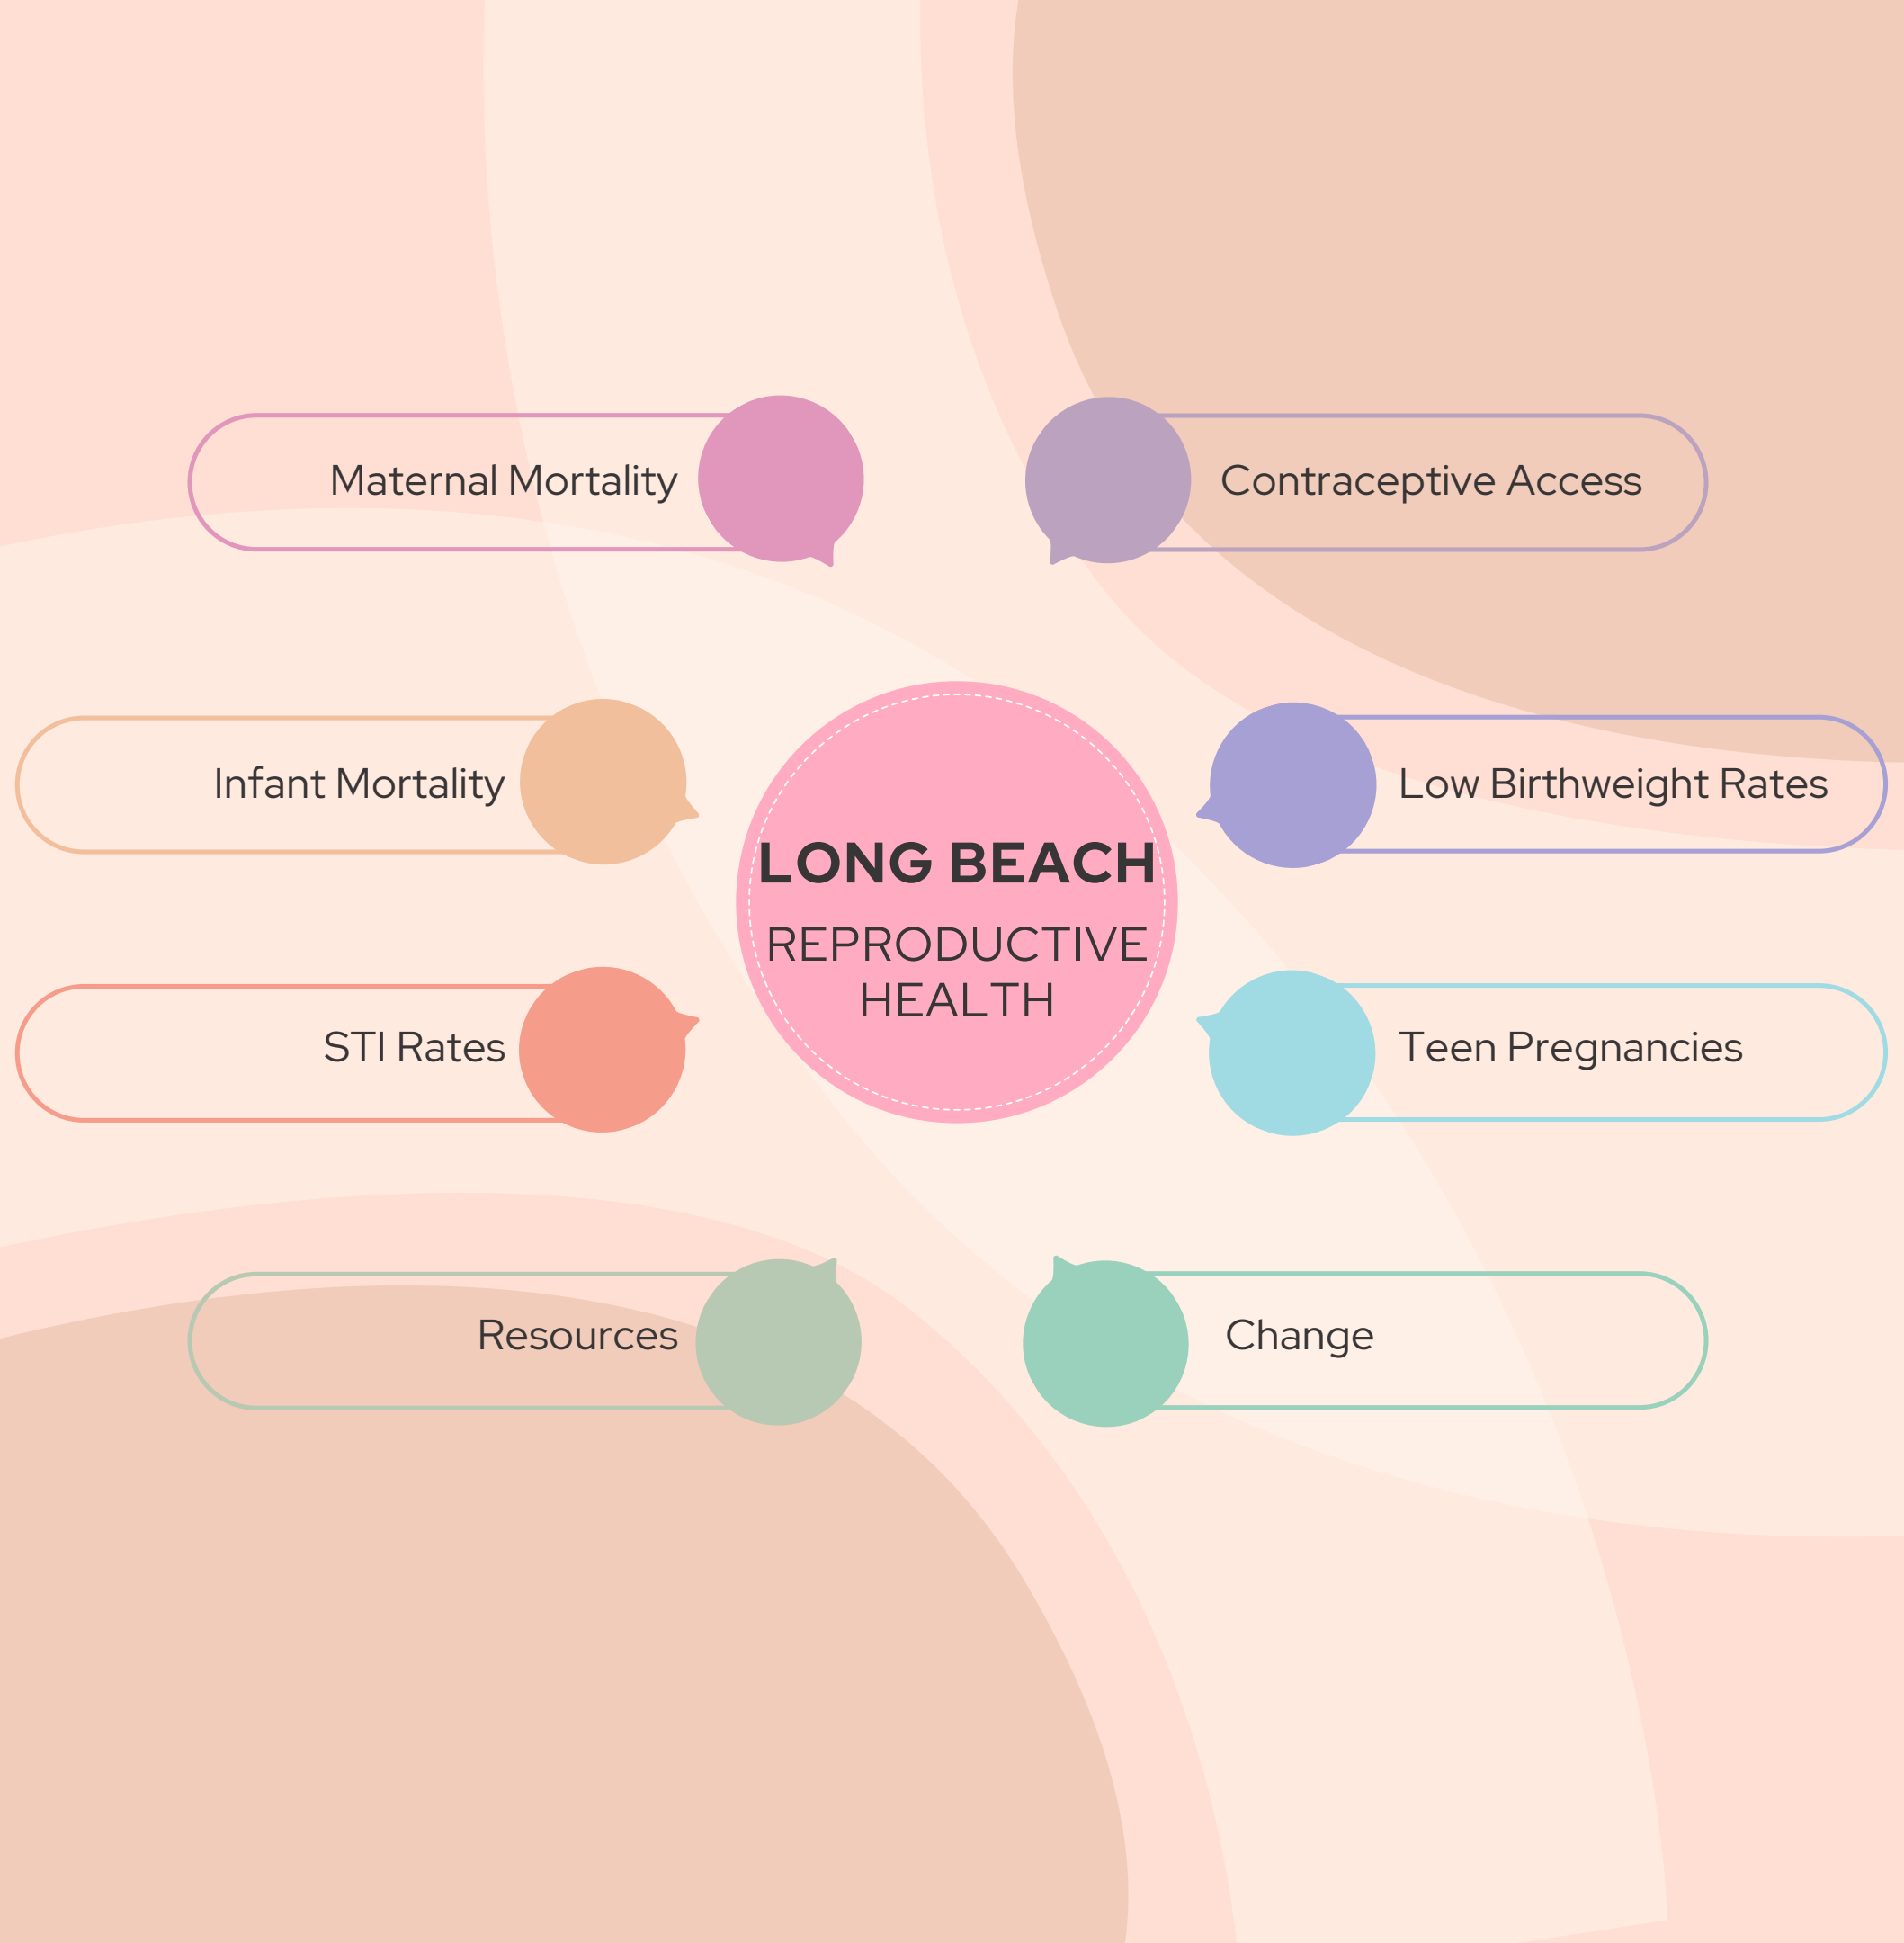 Maternal Mortality
Contraceptive Access
Infant Mortality
Low Birthweight Rates
LONG BEACH
REPRODUCTIVE
HEALTH
STI Rates
Teen Pregnancies
Resources
Change